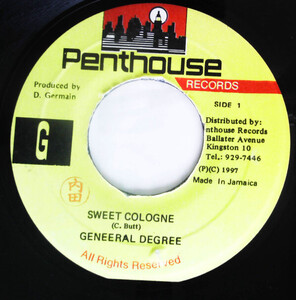 Penthouse
RECORDS
Produced by
D. Germain
SIDE 1
G
Distributed by:
nthouse Records
Ballater Avenue
Kingston 10
Tel.: 929-7446
(P)(C) 1997
Made In Jamaica
内田
SWEET COLOGNE
(C. Butt)
GENEERAL DEGREE
All Rights Reserved